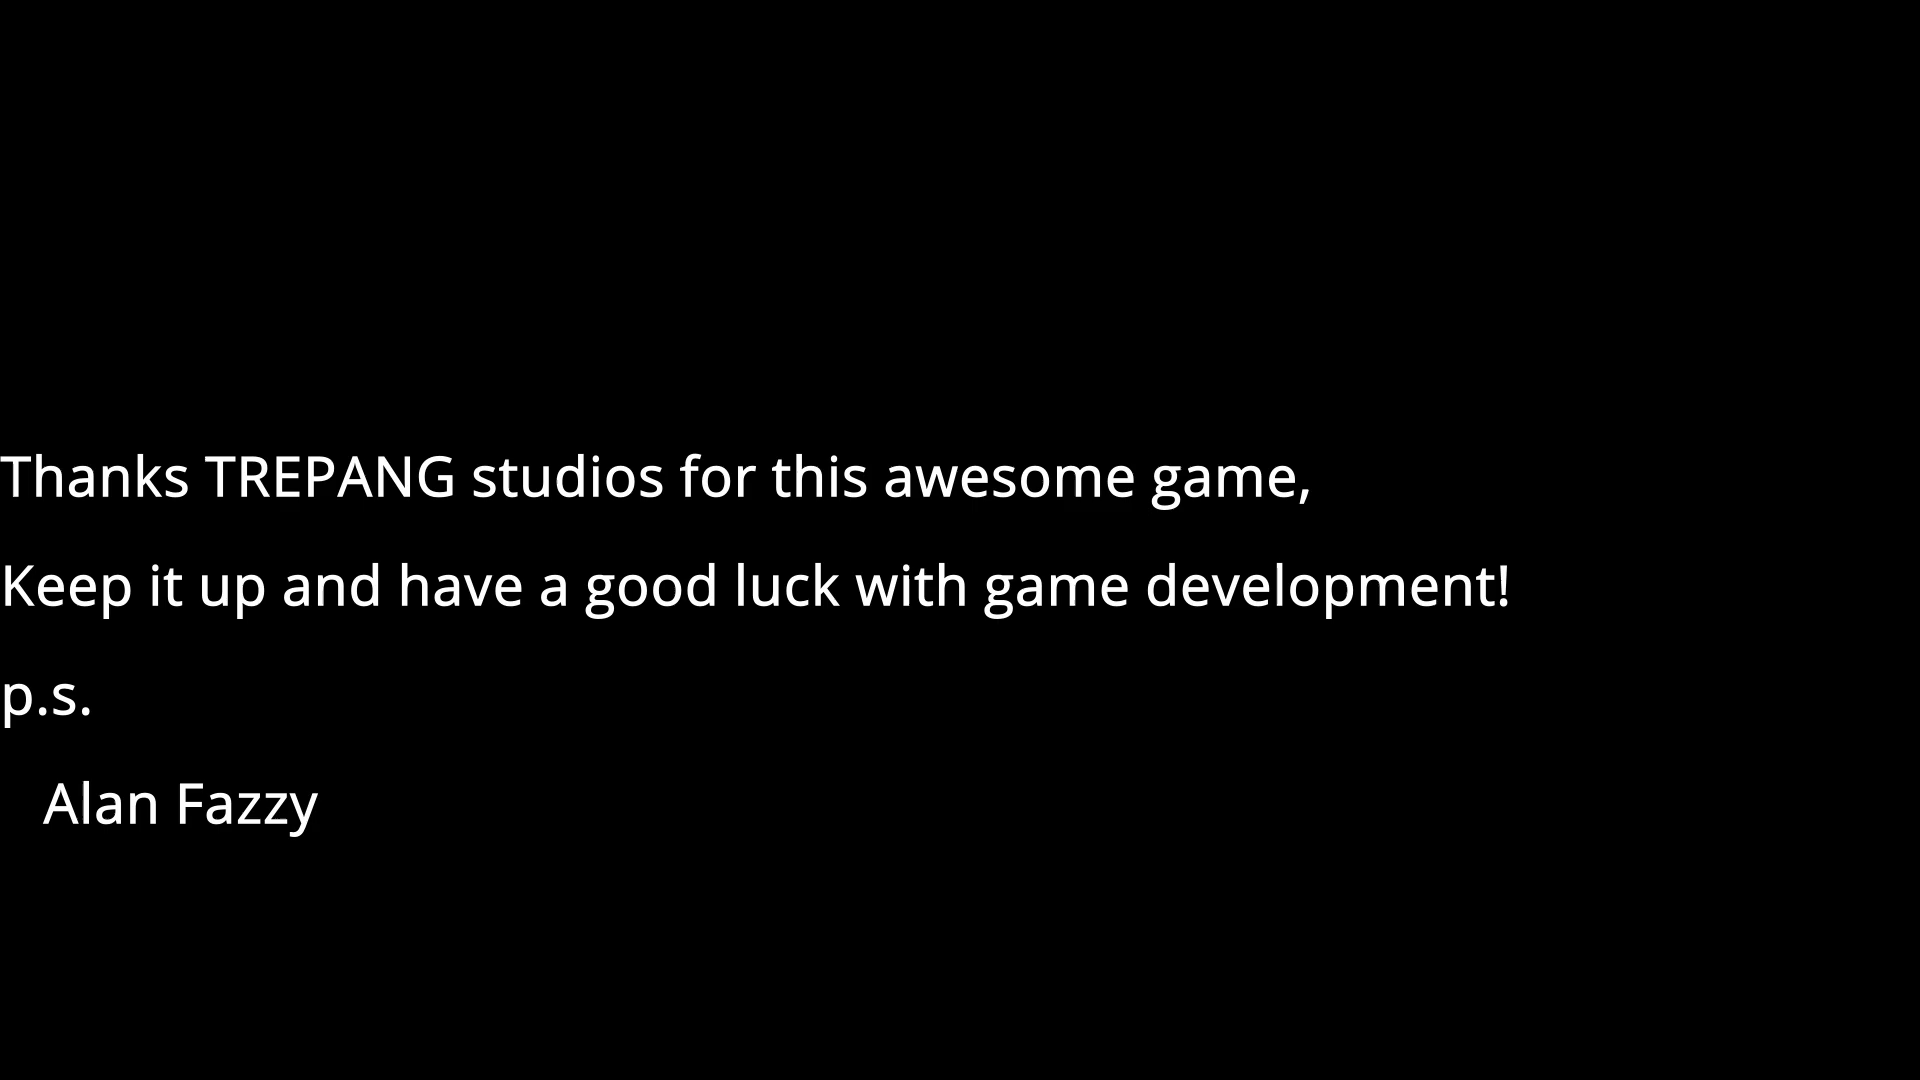 Thanks TREPANG studios for this awesome game,
Keep it up and have a good luck with game development!
p.s.
Alan Fazzy